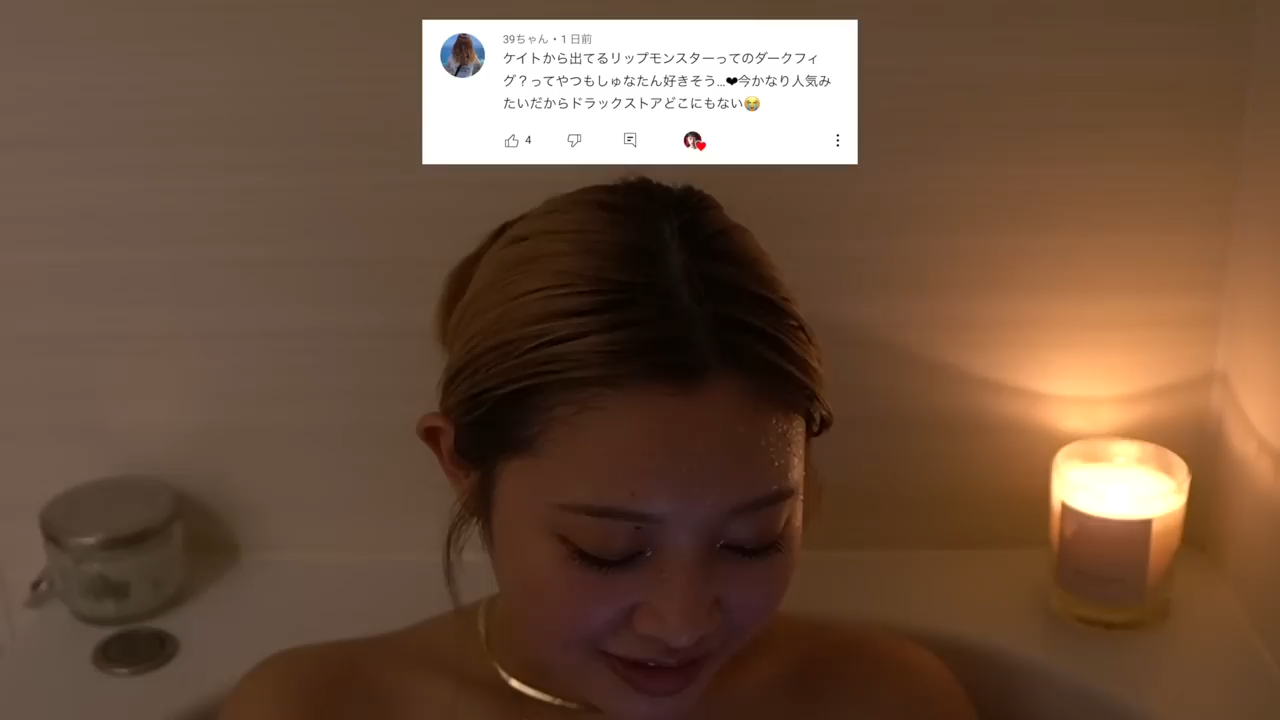 39ちゃん・1 日前
ケイトから出てるリップモンスターってのダークフィ
グ？ってやつもしゅなたん好きそう...❤今かなり人気み
たいだからドラックストアどこにもない😭
4